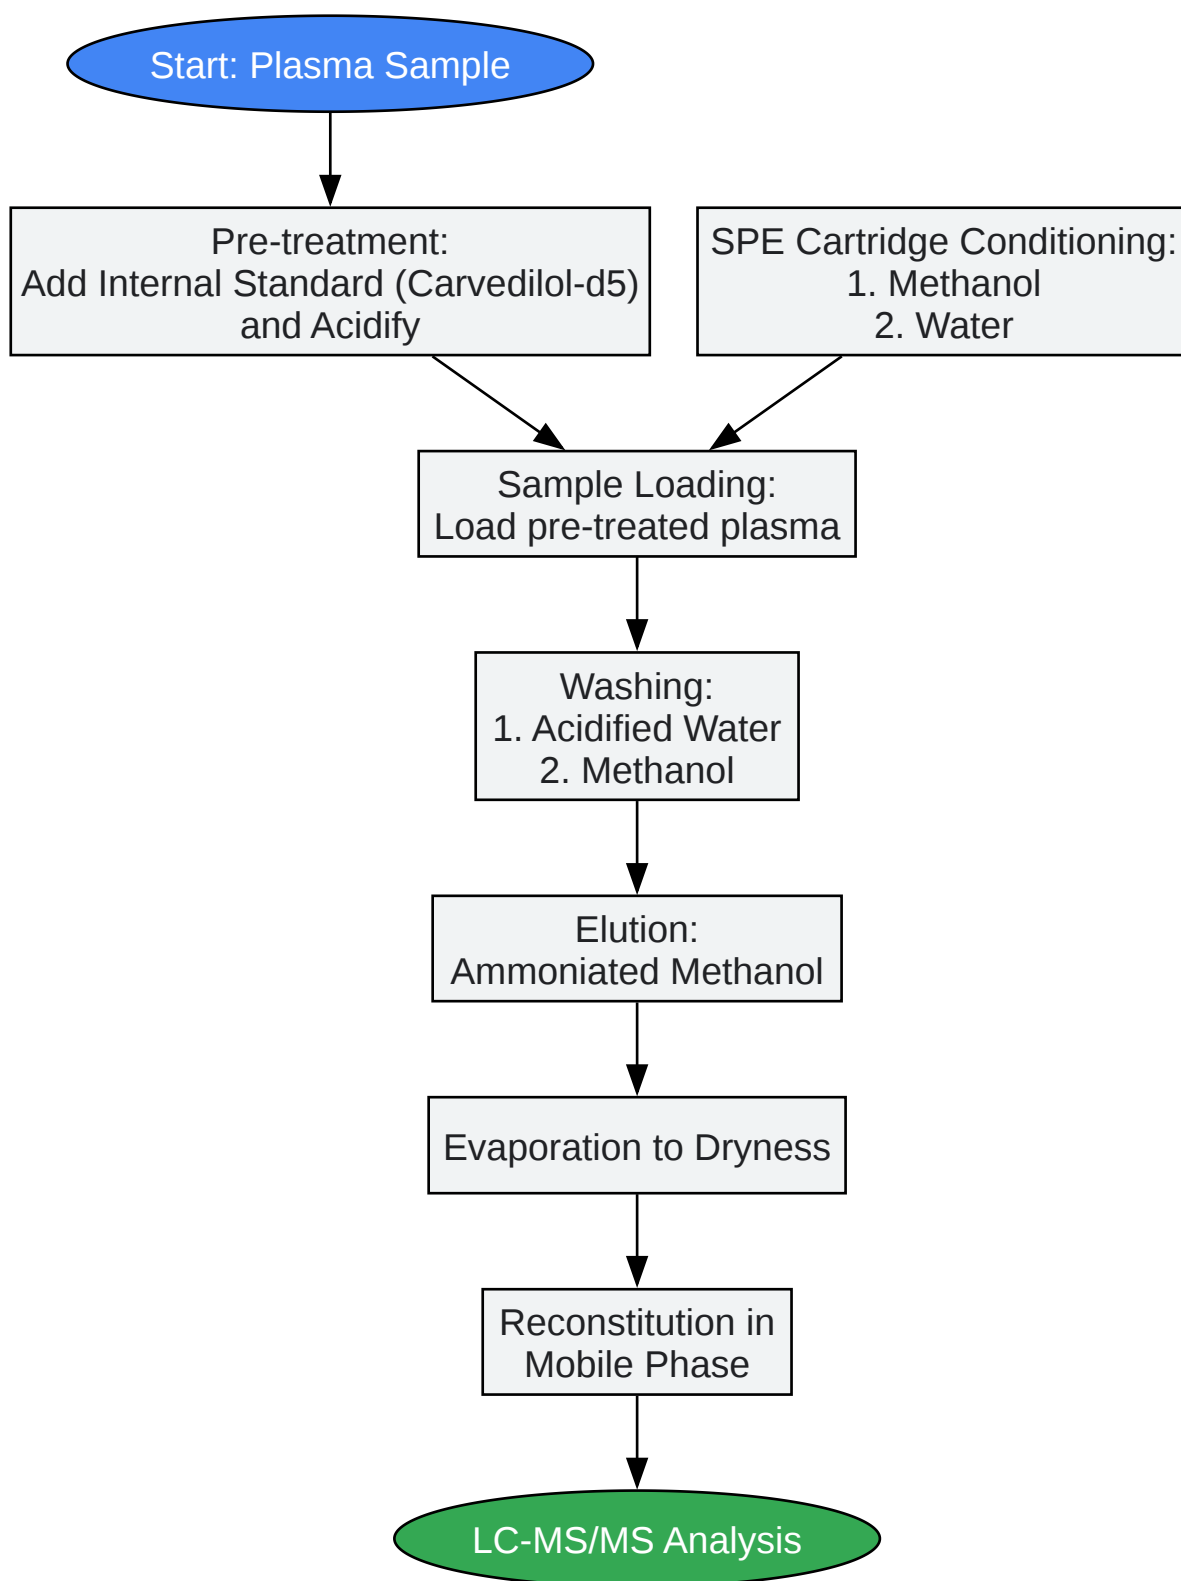 Start: Plasma Sample
Pre-treatment:
Add Internal Standard (Carvedilol-d5)
and Acidify
SPE Cartridge Conditioning:
1. Methanol
2. Water
Sample Loading:
Load pre-treated plasma
Washing:
1. Acidified Water
2. Methanol
Elution:
Ammoniated Methanol
Evaporation to Dryness
Reconstitution in
Mobile Phase
LC-MS/MS Analysis